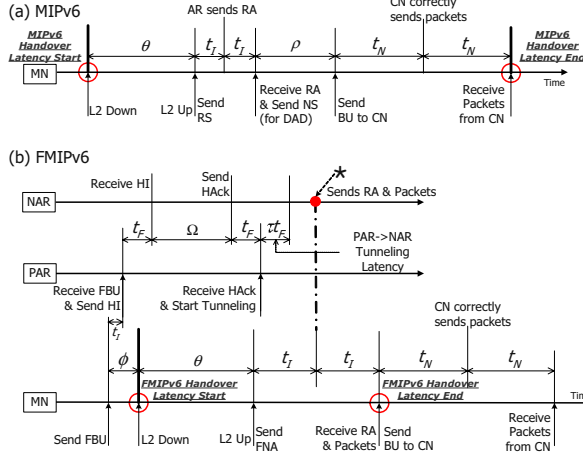 (a) MIPv6
AR sends RA
CN correctly
sends packets
MIPv6
Handover
Latency Start
MIPv6
Handover
Latency End
θ
t_I
t_I
ρ
t_N
t_N
MN
Time
L2 Down
L2 Up
Send
RS
Receive RA
& Send NS
(for DAD)
Send
BU to CN
Receive
Packets
from CN
(b) FMIPv6
Receive HI
Send
HAck
*
Sends RA & Packets
NAR
t_F
Ω
t_F
τt_F
PAR->NAR
Tunneling
Latency
PAR
Receive FBU
& Send HI
Receive HAck
& Start Tunneling
CN correctly
sends packets
t_I
ϕ
θ
t_I
t_I
t_N
t_N
FMIPv6 Handover
Latency Start
FMIPv6 Handover
Latency End
MN
Time
Send FBU
L2 Down
L2 Up
Send
FNA
Receive RA
& Packets
Send
BU to CN
Receive
Packets
from CN